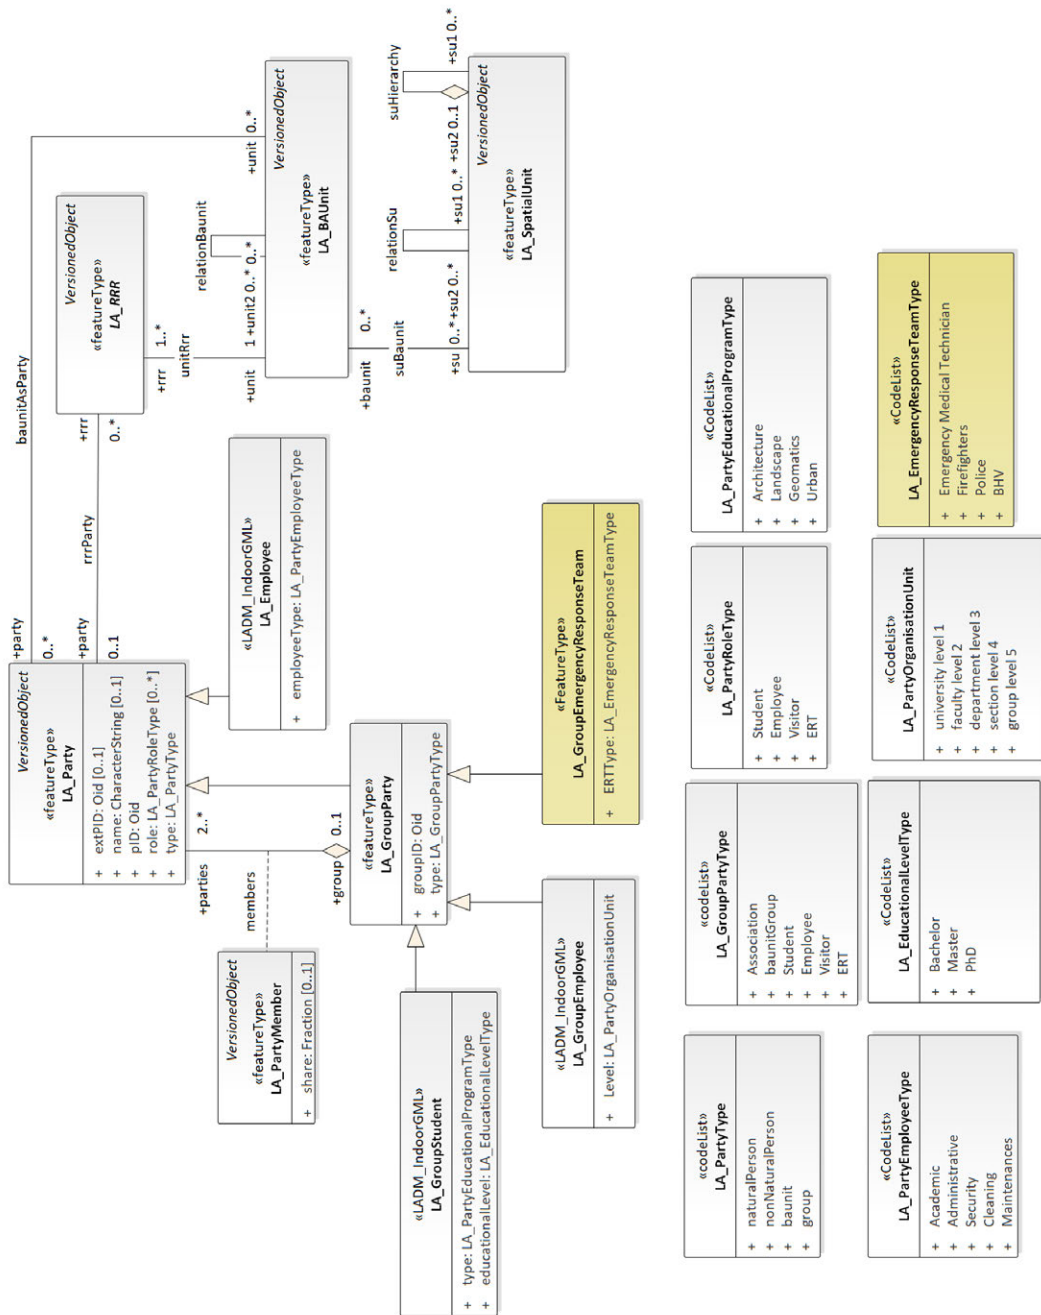 VersionedObject
«featureType»
LA_Party
+ extPID: Oid [0..1]
+ name: CharacterString [0..1]
+ pID: Oid
+ role: LA_PartyRoleType [0..*]
+ type: LA_PartyType
+party
0..*
baunitAsParty
+unit 0..*
+party
0..1
rrrParty
+rrr
0..*
VersionedObject
«featureType»
LA_RRR
+rrr 1..*
unitRrr
+unit 1
+unit2 0..* 0..*
relationBaunit
VersionedObject
«featureType»
LA_BAUnit
+baunit 0..*
suBaunit
+su 0..*
+su2 0..*
relationSu
+su1 0..*
+su2 0..1
suHierarchy
+su1 0..*
VersionedObject
«featureType»
LA_SpatialUnit
VersionedObject
«featureType»
LA_PartyMember
+ share: Fraction [0..1]
+parties 2..*
members
+group 0..1
«featureType»
LA_GroupParty
+ groupID: Oid
+ type: LA_GroupPartyType
«LADM_IndoorGML»
LA_Employee
+ employeeType: LA_PartyEmployeeType
«LADM_IndoorGML»
LA_GroupStudent
+ type: LA_PartyEducationalProgramType
+ educationalLevel: LA_EducationalLevelType
«LADM_IndoorGML»
LA_GroupEmployee
+ Level: LA_PartyOrganisationUnit
«FeatureType»
LA_GroupEmergencyResponseTeam
+ ERTType: LA_EmergencyResponseTeamType
«codeList»
LA_PartyType
+ naturalPerson
+ nonNaturalPerson
+ baunit
+ group
«codeList»
LA_GroupPartyType
+ Association
+ baunitGroup
+ Student
+ Employee
+ Visitor
+ ERT
«CodeList»
LA_PartyRoleType
+ Student
+ Employee
+ Visitor
+ ERT
«CodeList»
LA_PartyEducationalProgramType
+ Architecture
+ Landscape
+ Geomatics
+ Urban
«CodeList»
LA_PartyEmployeeType
+ Academic
+ Administrative
+ Security
+ Cleaning
+ Maintenances
«CodeList»
LA_EducationalLevelType
+ Bachelor
+ Master
+ PhD
«CodeList»
LA_PartyOrganisationUnit
+ university level 1
+ faculty level 2
+ department level 3
+ section level 4
+ group level 5
«CodeList»
LA_EmergencyResponseTeamType
+ Emergency Medical Technician
+ Firefighters
+ Police
+ BHV